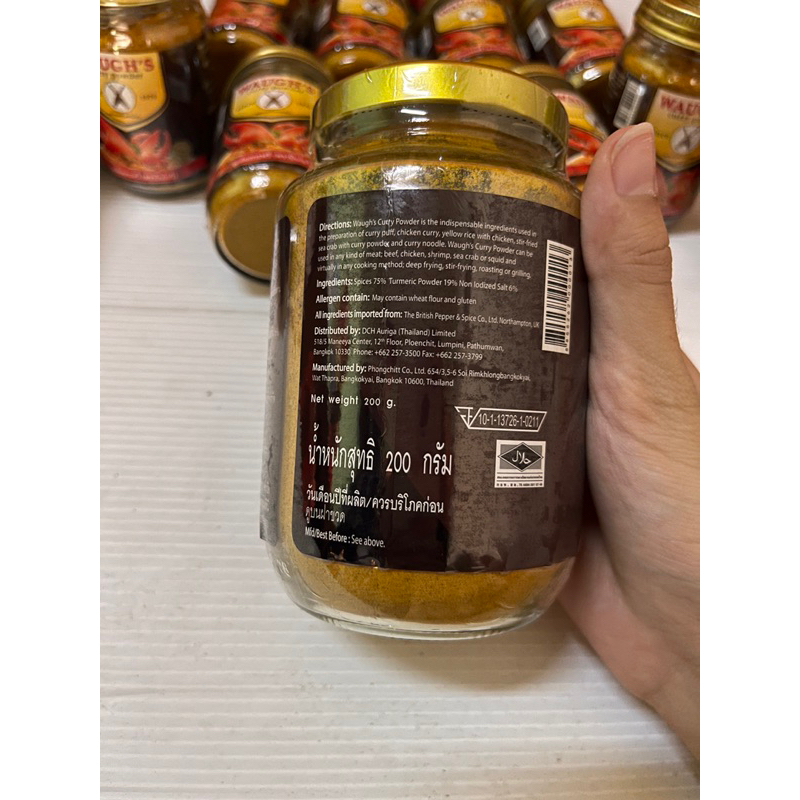 WAUGH'S
WAUGH'S
Directions: Waugh's Curry Powder is the indispensable ingredients used in
the preparation of curry puff, chicken curry, yellow rice with chicken, stir-fried
sea crab with curry powder and curry noodle. Waugh's Curry Powder can be
used in any kind of meat; beef, chicken, shrimp, sea crab or squid and
virtually in any cooking method; deep frying, stir-frying, roasting or grilling.
Ingredients: Spices 75% Turmeric Powder 19% Non Iodized Salt 6%
Allergen contain: May contain wheat flour and gluten
All ingredients imported from: The British Pepper & Spice Co., Ltd. Northampton, UK
Distributed by: DCH Auriga (Thailand) Limited
518/5 Maneeya Center, 12th Floor, Ploenchit, Lumpini, Pathumwan,
Bangkok 10330 Phone: +662 257-3500 Fax: +662 257-3799
Manufactured by: Phongchitt Co., Ltd. 654/3,5-6 Soi.Rimkhlongbangkokyai,
Wat Thapra, Bangkokyai, Bangkok 10600, Thailand
Net weight 200 g.
10-1-13726-1-0211
น้ำหนักสุทธิ 200 กรัม
วันเดือนปีที่ผลิต/ควรบริโภคก่อน
ดูบนฝาขวด
Mfd/Best Before : See above.